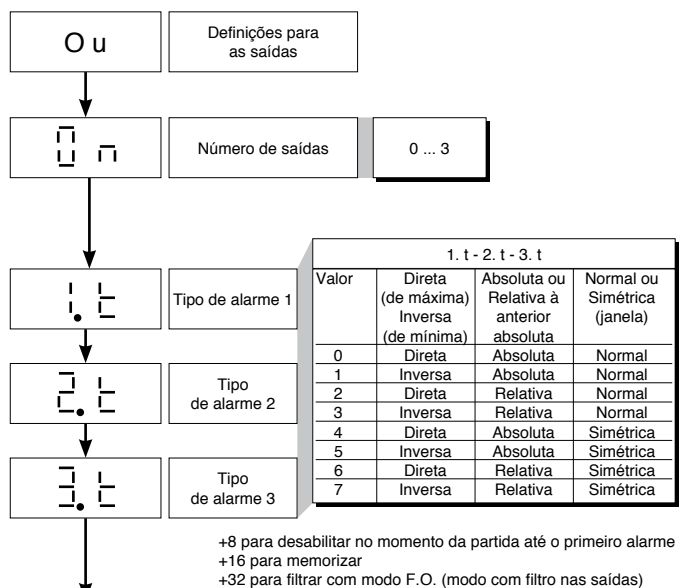 O u
Definições para
as saídas
0 n
Número de saídas
0 ... 3
1. t - 2. t - 3. t
Valor
Direta
(de máxima)
Inversa
(de mínima)
Absoluta ou
Relativa à
anterior
absoluta
Normal ou
Simétrica
(janela)
0 Direta Absoluta Normal
1 Inversa Absoluta Normal
2 Direta Relativa Normal
3 Inversa Relativa Normal
4 Direta Absoluta Simétrica
5 Inversa Absoluta Simétrica
6 Direta Relativa Simétrica
7 Inversa Relativa Simétrica
1.t
Tipo de alarme 1
2.t
Tipo
de alarme 2
3.t
Tipo
de alarme 3
+8 para desabilitar no momento da partida até o primeiro alarme
+16 para memorizar
+32 para filtrar com modo F.O. (modo com filtro nas saídas)